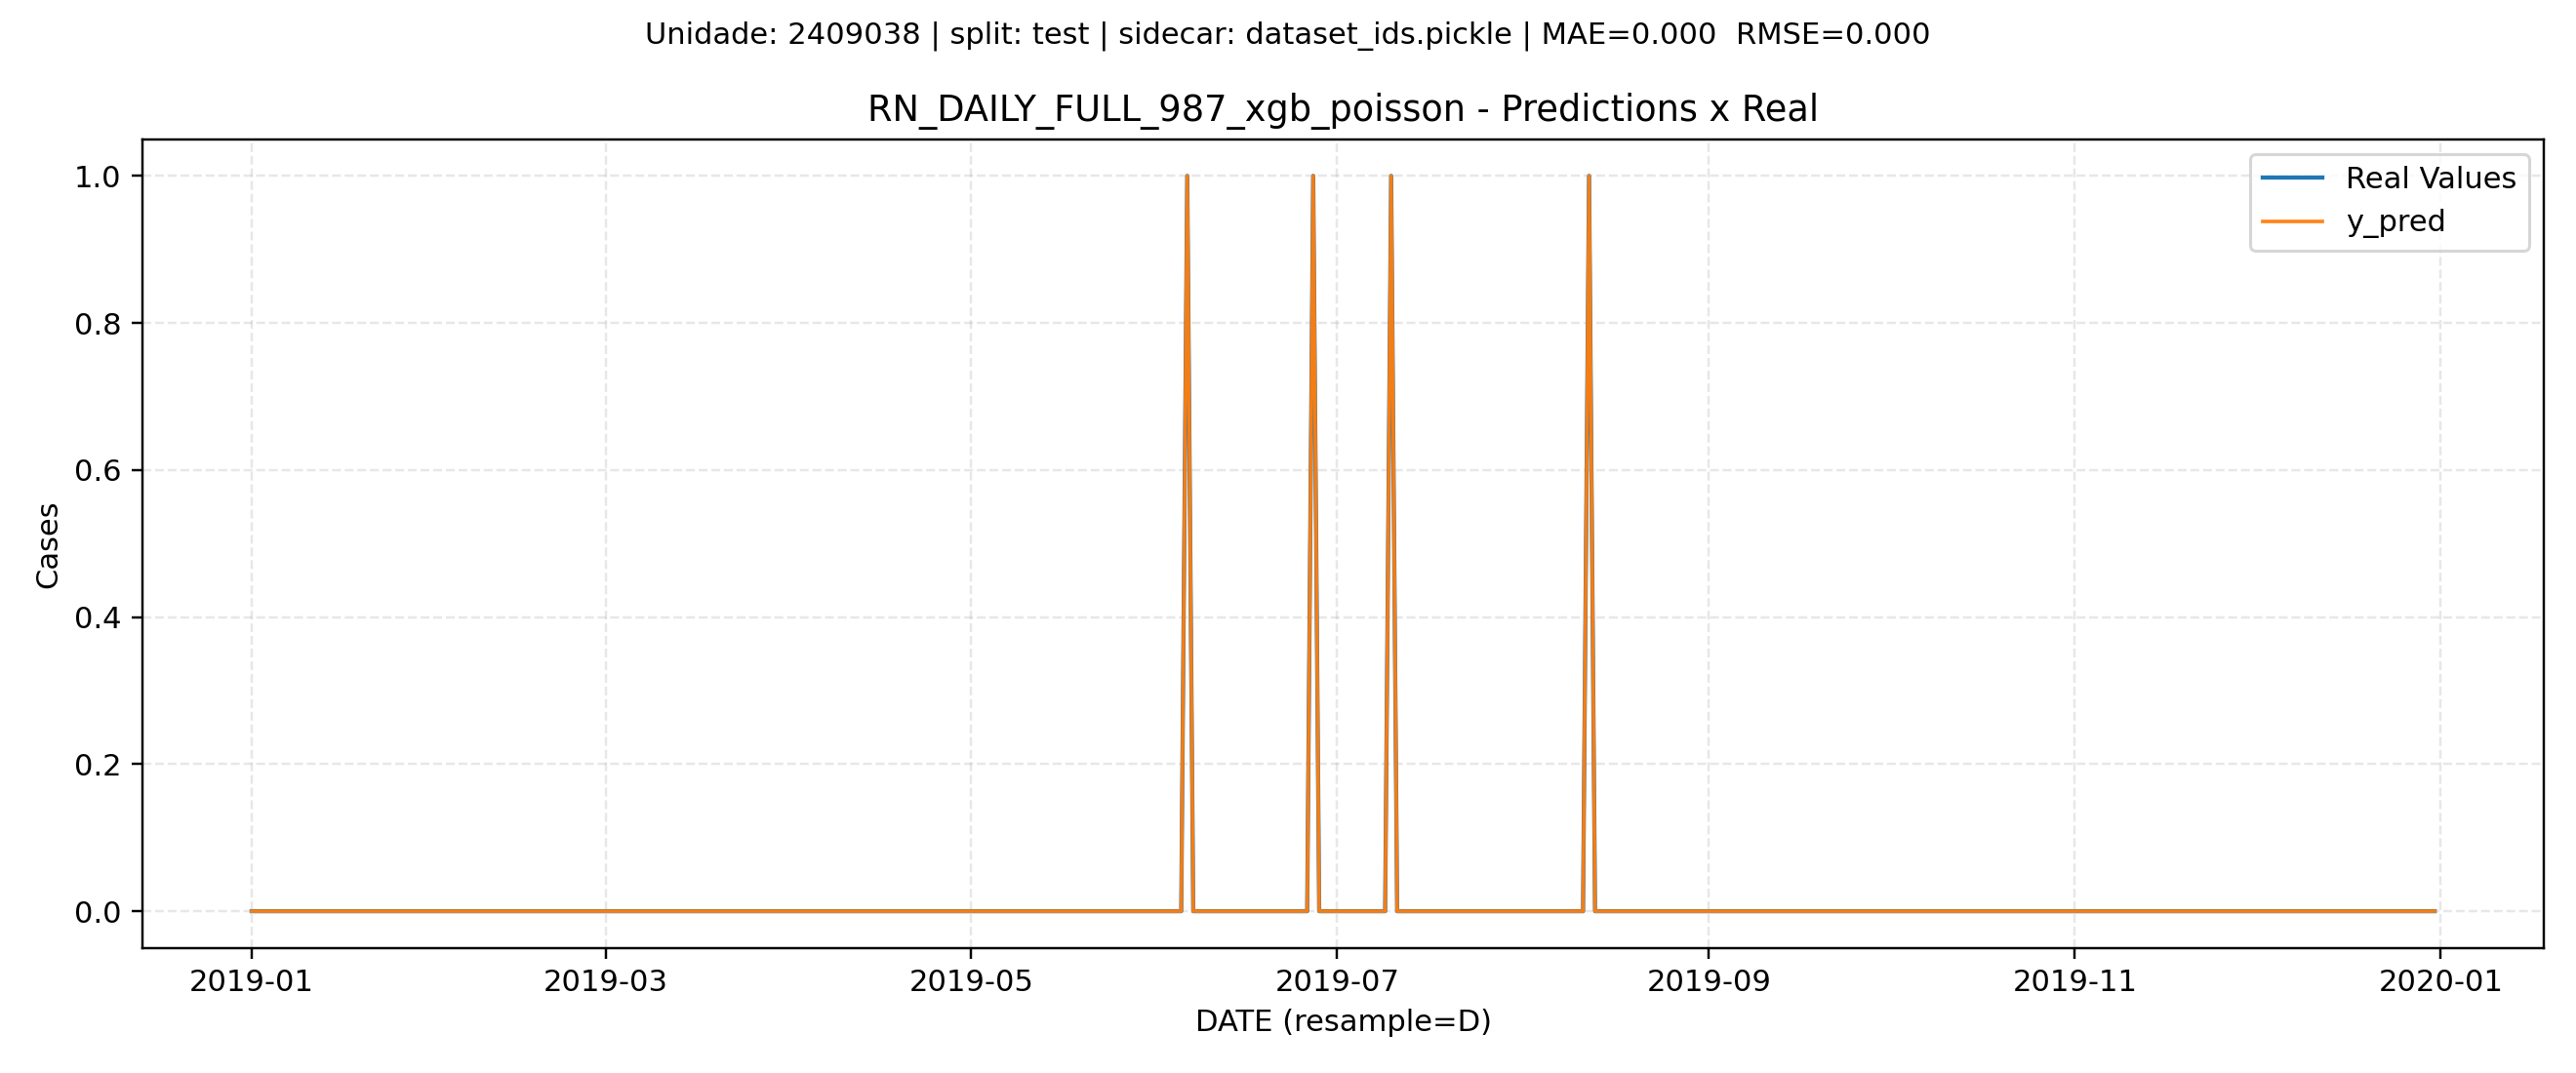 Unidade: 2409038 | split: test | sidecar: dataset_ids.pickle | MAE=0.000  RMSE=0.000
RN_DAILY_FULL_987_xgb_poisson - Predictions x Real
Real Values
y_pred
1.0
0.8
0.6
0.4
0.2
0.0
Cases
2019-01 2019-03 2019-05 2019-07 2019-09 2019-11 2020-01
DATE (resample=D)